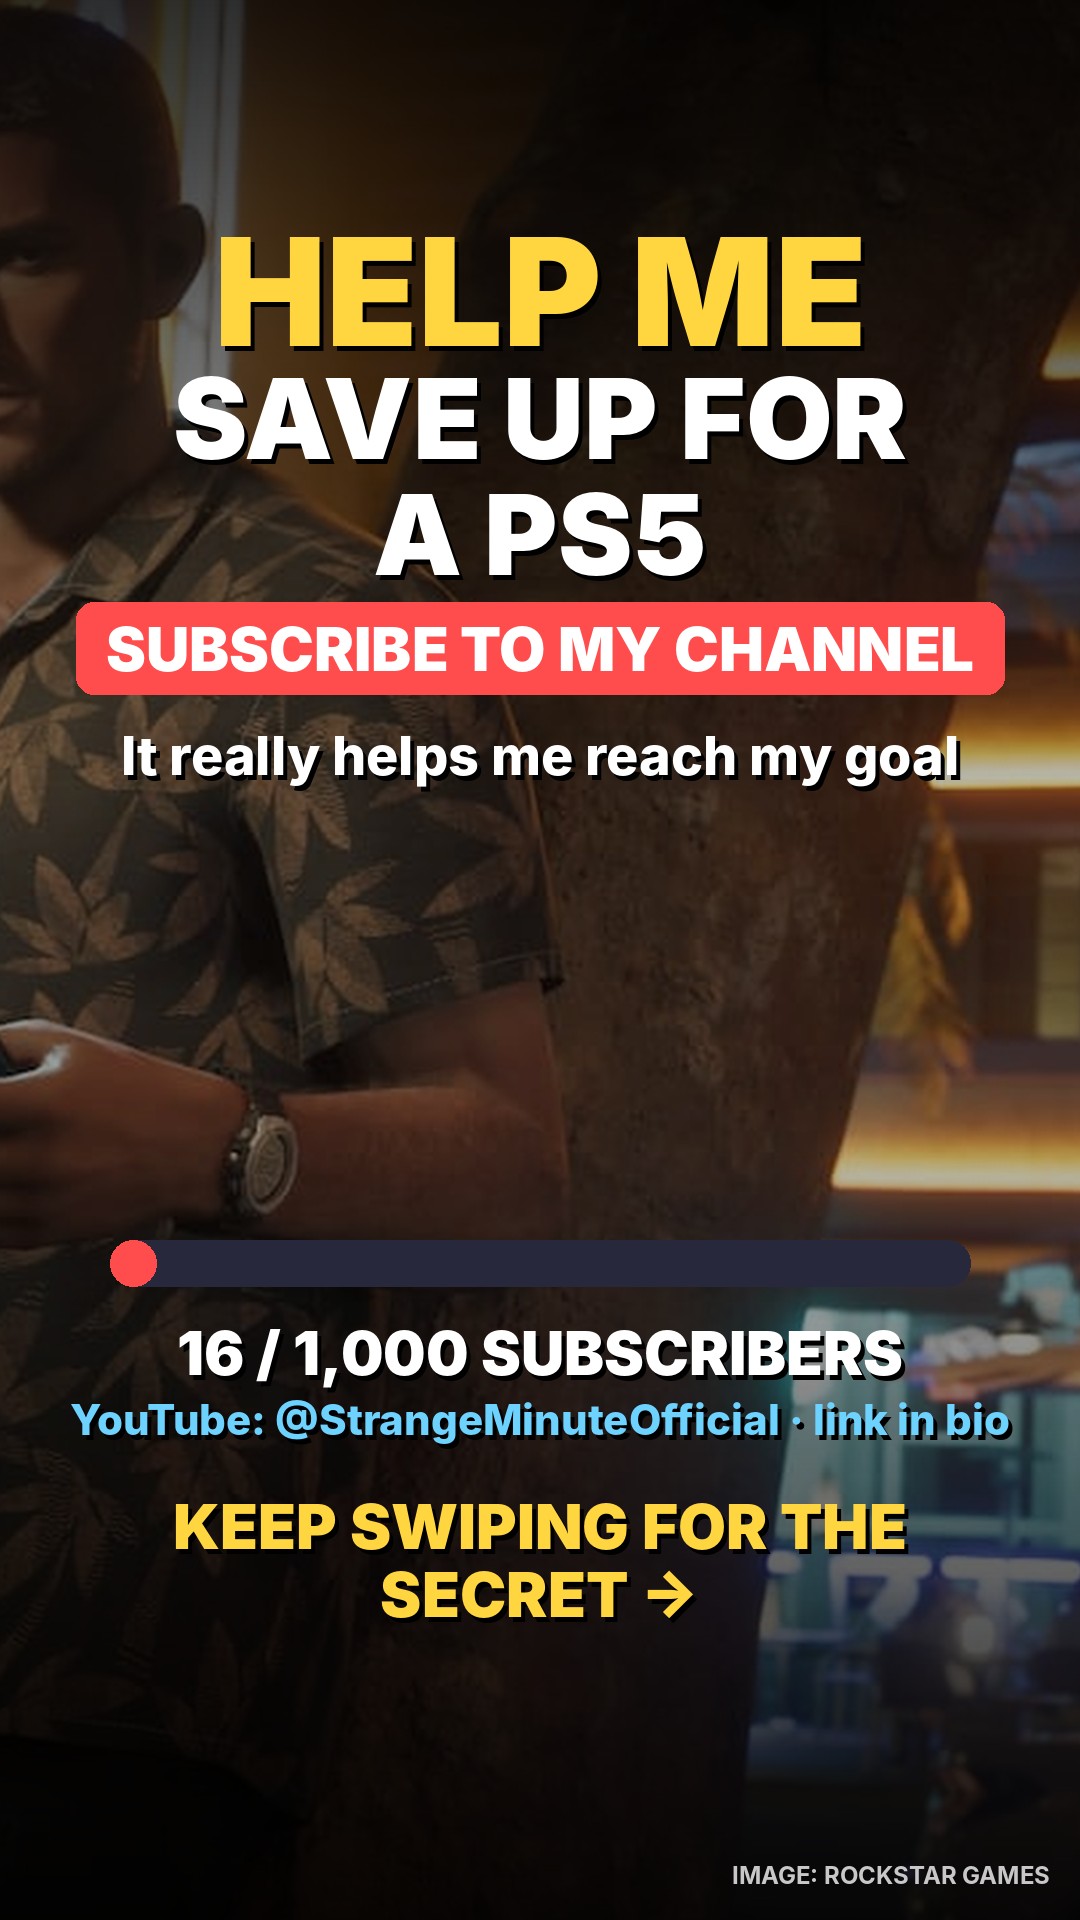 HELP ME
SAVE UP FOR
A PS5
SUBSCRIBE TO MY CHANNEL
It really helps me reach my goal
16 / 1,000 SUBSCRIBERS
YouTube: @StrangeMinuteOfficial · link in bio
KEEP SWIPING FOR THE
SECRET →
IMAGE: ROCKSTAR GAMES